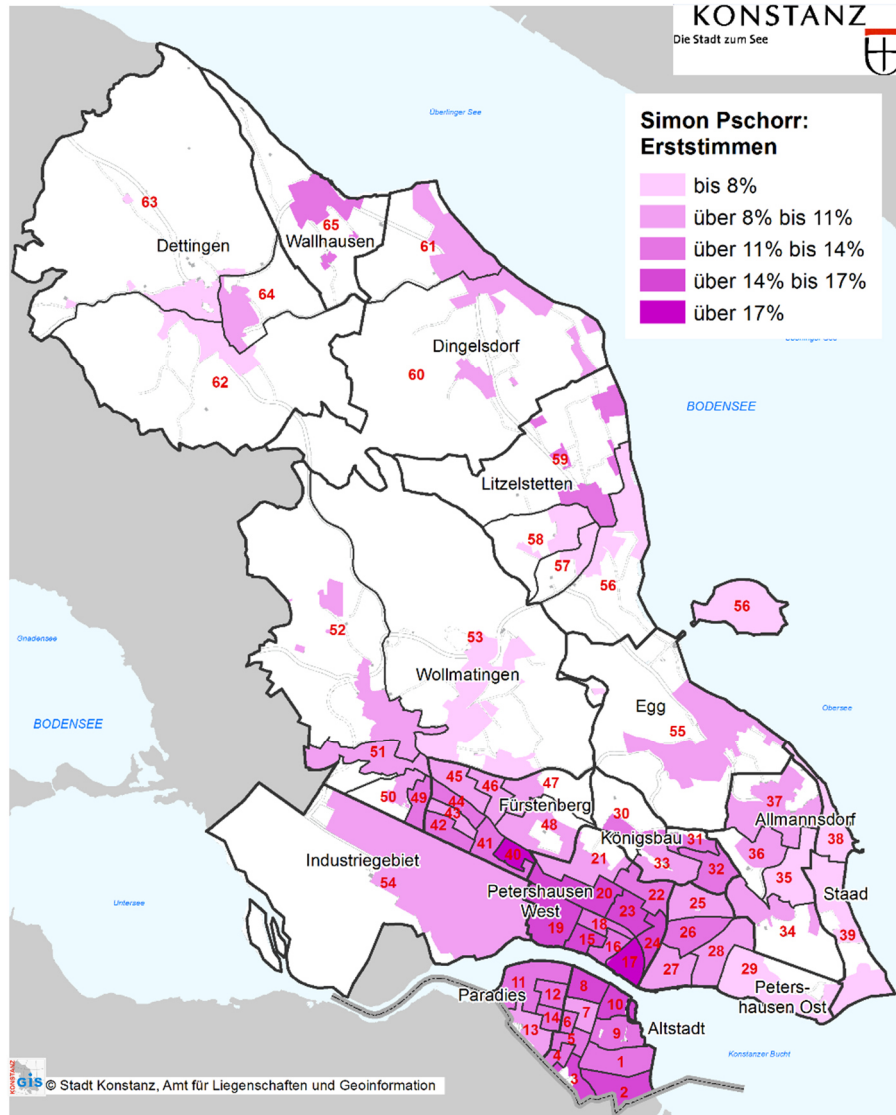 KONSTANZ
Die Stadt zum See
Simon Pschorr:
Erststimmen
bis 8%
über 8% bis 11%
über 11% bis 14%
über 14% bis 17%
über 17%
Überlinger See
63
Dettingen
65
Wallhausen
61
64
62
Dingelsdorf
60
BODENSEE
59
Litzelstetten
58
57
56
56
52
53
Wollmatingen
Gnadensee
BODENSEE
Egg
55
Obersee
51
50
49
45
46
47
44
43
42
Fürstenberg
48
41
40
30
Königsbau
31
33
32
21
37
Allmannsdorf
38
36
35
Staad
Industriegebiet
54
Untersee
Petershausen
West
20
22
23
19
18
15
16
24
17
25
26
27
28
29
34
39
Peters-
hausen Ost
Paradies
11
12
14
13
8
10
7
6
9
5
4
3
1
2
Altstadt
Konstanzer Bucht
KONSTANZ
GIS
© Stadt Konstanz, Amt für Liegenschaften und Geoinformation